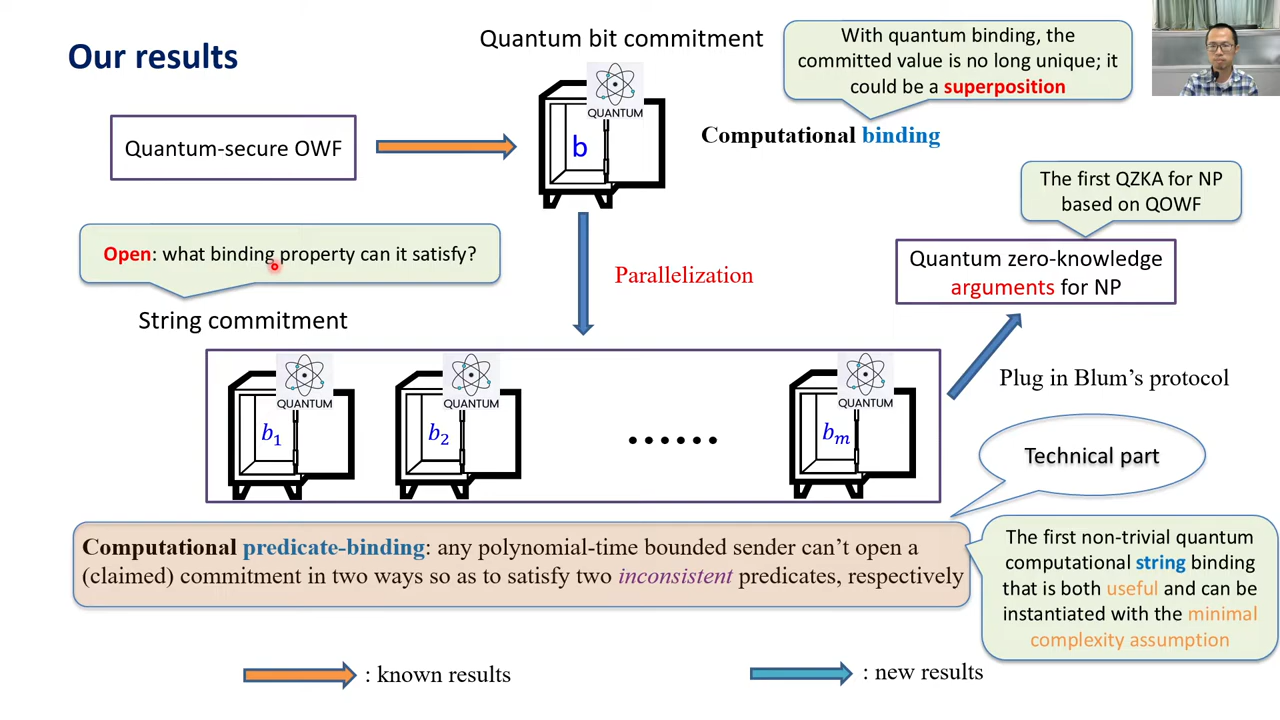 Our results
Quantum bit commitment
With quantum binding, the
committed value is no long unique; it
could be a superposition
QUANTUM
b
Computational binding
Quantum-secure OWF
The first QZKA for NP
based on QOWF
Open: what binding property can it satisfy?
Parallelization
Quantum zero-knowledge
arguments for NP
String commitment
Plug in Blum's protocol
QUANTUM
QUANTUM
QUANTUM
b₁
b₂
......
bₘ
Technical part
Computational predicate-binding: any polynomial-time bounded sender can't open a
(claimed) commitment in two ways so as to satisfy two inconsistent predicates, respectively
The first non-trivial quantum
computational string binding
that is both useful and can be
instantiated with the minimal
complexity assumption
: known results
: new results